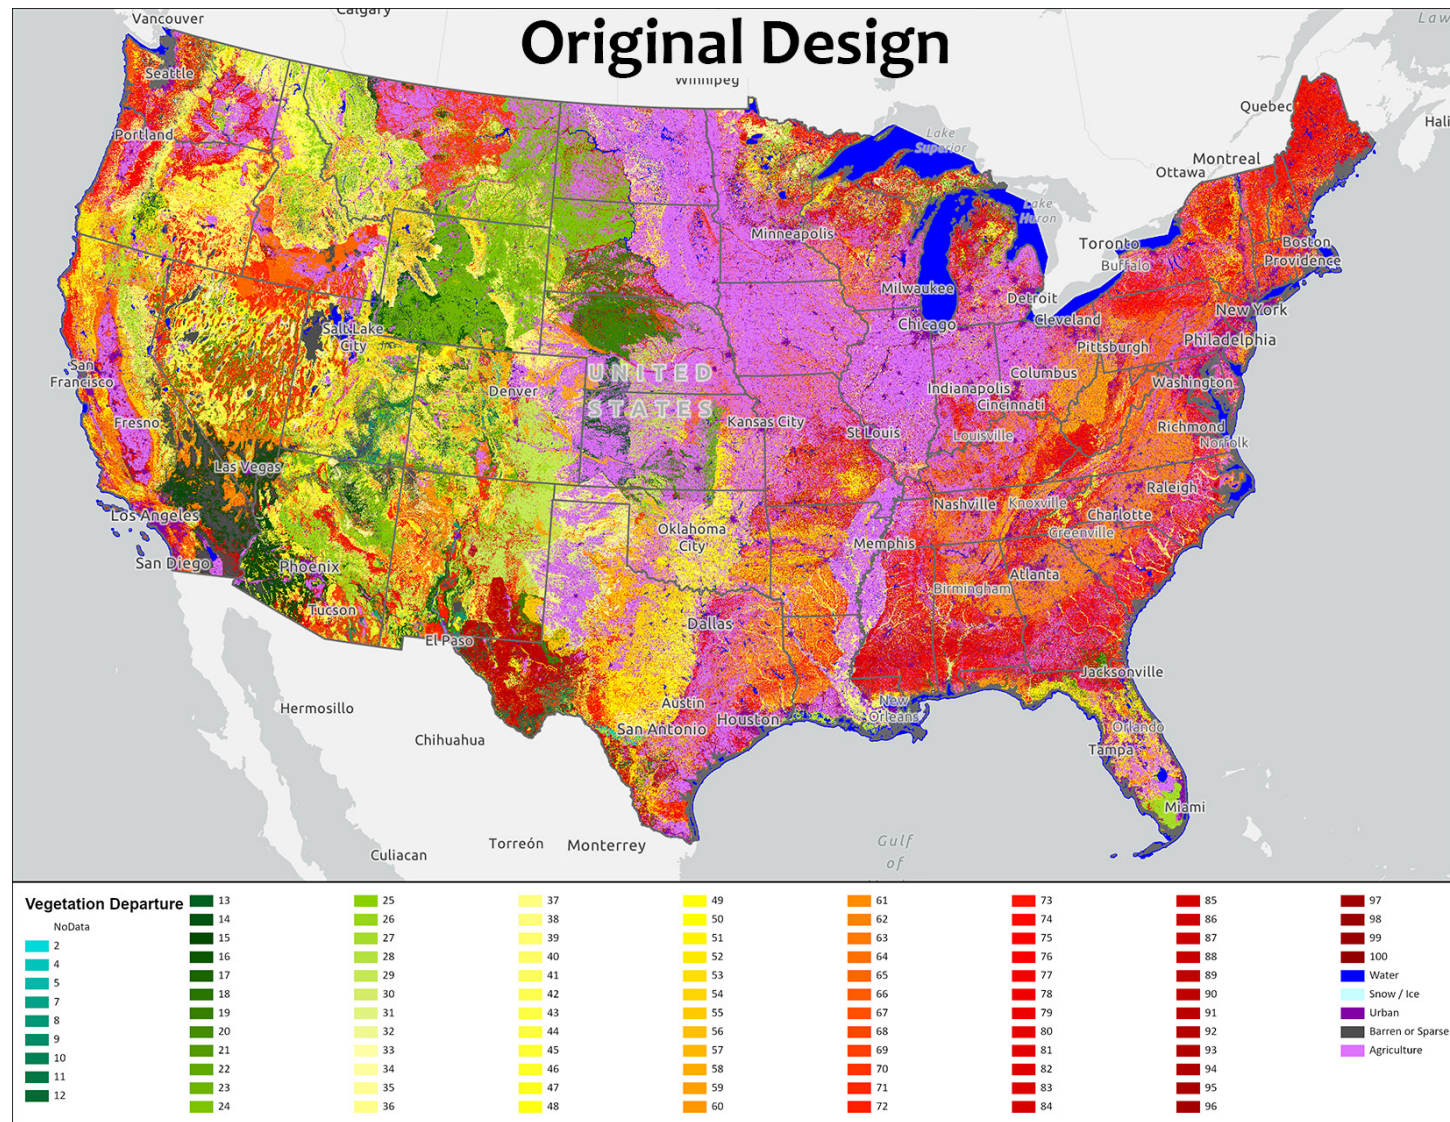 Original Design
Vancouver
Calgary
Seattle
Winnipeg
Portland
Lake
Superior
Quebec
Montreal
Ottawa
Lake
Huron
Minneapolis
Toronto
Buffalo
Boston
Providence
Milwaukee
Detroit
Chicago
Cleveland
New York
Salt Lake
City
Pittsburgh
Philadelphia
San
Francisco
UNITED
STATES
Denver
Columbus
Indianapolis
Cincinnati
Washington
Fresno
Kansas City
St Louis
Louisville
Richmond
Norfolk
Las Vegas
Nashville
Knoxville
Raleigh
Charlotte
Greenville
Los Angeles
Oklahoma
City
Memphis
San Diego
Phoenix
Atlanta
Birmingham
Tucson
Dallas
El Paso
Jacksonville
Hermosillo
Austin
New
Orleans
San Antonio
Houston
Orlando
Chihuahua
Tampa
Miami
Torreón
Monterrey
Culiacan
Gulf
of
Vegetation Departure
NoData
2
4
5
7
8
9
10
11
12
13
14
15
16
17
18
19
20
21
22
23
24
25
26
27
28
29
30
31
32
33
34
35
36
37
38
39
40
41
42
43
44
45
46
47
48
49
50
51
52
53
54
55
56
57
58
59
60
61
62
63
64
65
66
67
68
69
70
71
72
73
74
75
76
77
78
79
80
81
82
83
84
85
86
87
88
89
90
91
92
93
94
95
96
97
98
99
100
Water
Snow / Ice
Urban
Barren or Sparse
Agriculture